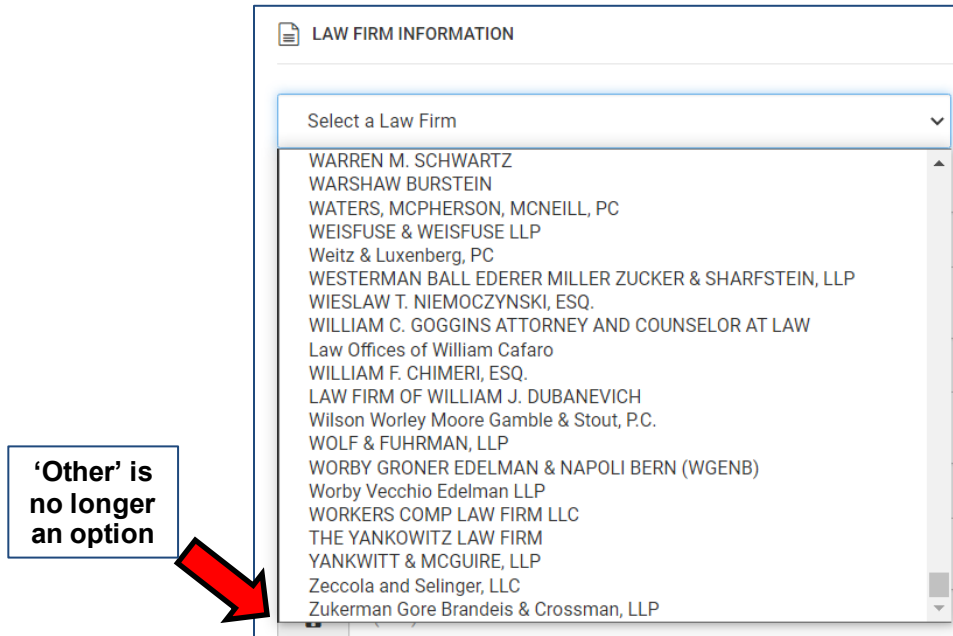 LAW FIRM INFORMATION
Select a Law Firm
WARREN M. SCHWARTZ
WARSHAW BURSTEIN
WATERS, MCPHERSON, MCNEILL, PC
WEISFUSE & WEISFUSE LLP
Weitz & Luxenberg, PC
WESTERMAN BALL EDERER MILLER ZUCKER & SHARFSTEIN, LLP
WIESLAW T. NIEMOCZYNSKI, ESQ.
WILLIAM C. GOGGINS ATTORNEY AND COUNSELOR AT LAW
Law Offices of William Cafaro
WILLIAM F. CHIMERI, ESQ.
LAW FIRM OF WILLIAM J. DUBANEVICH
Wilson Worley Moore Gamble & Stout, P.C.
WOLF & FUHRMAN, LLP
WORBY GRONER EDELMAN & NAPOLI BERN (WGENB)
Worby Vecchio Edelman LLP
WORKERS COMP LAW FIRM LLC
THE YANKOWITZ LAW FIRM
YANKWITT & MCGUIRE, LLP
Zeccola and Selinger, LLC
Zukerman Gore Brandeis & Crossman, LLP
‘Other’ is
no longer
an option